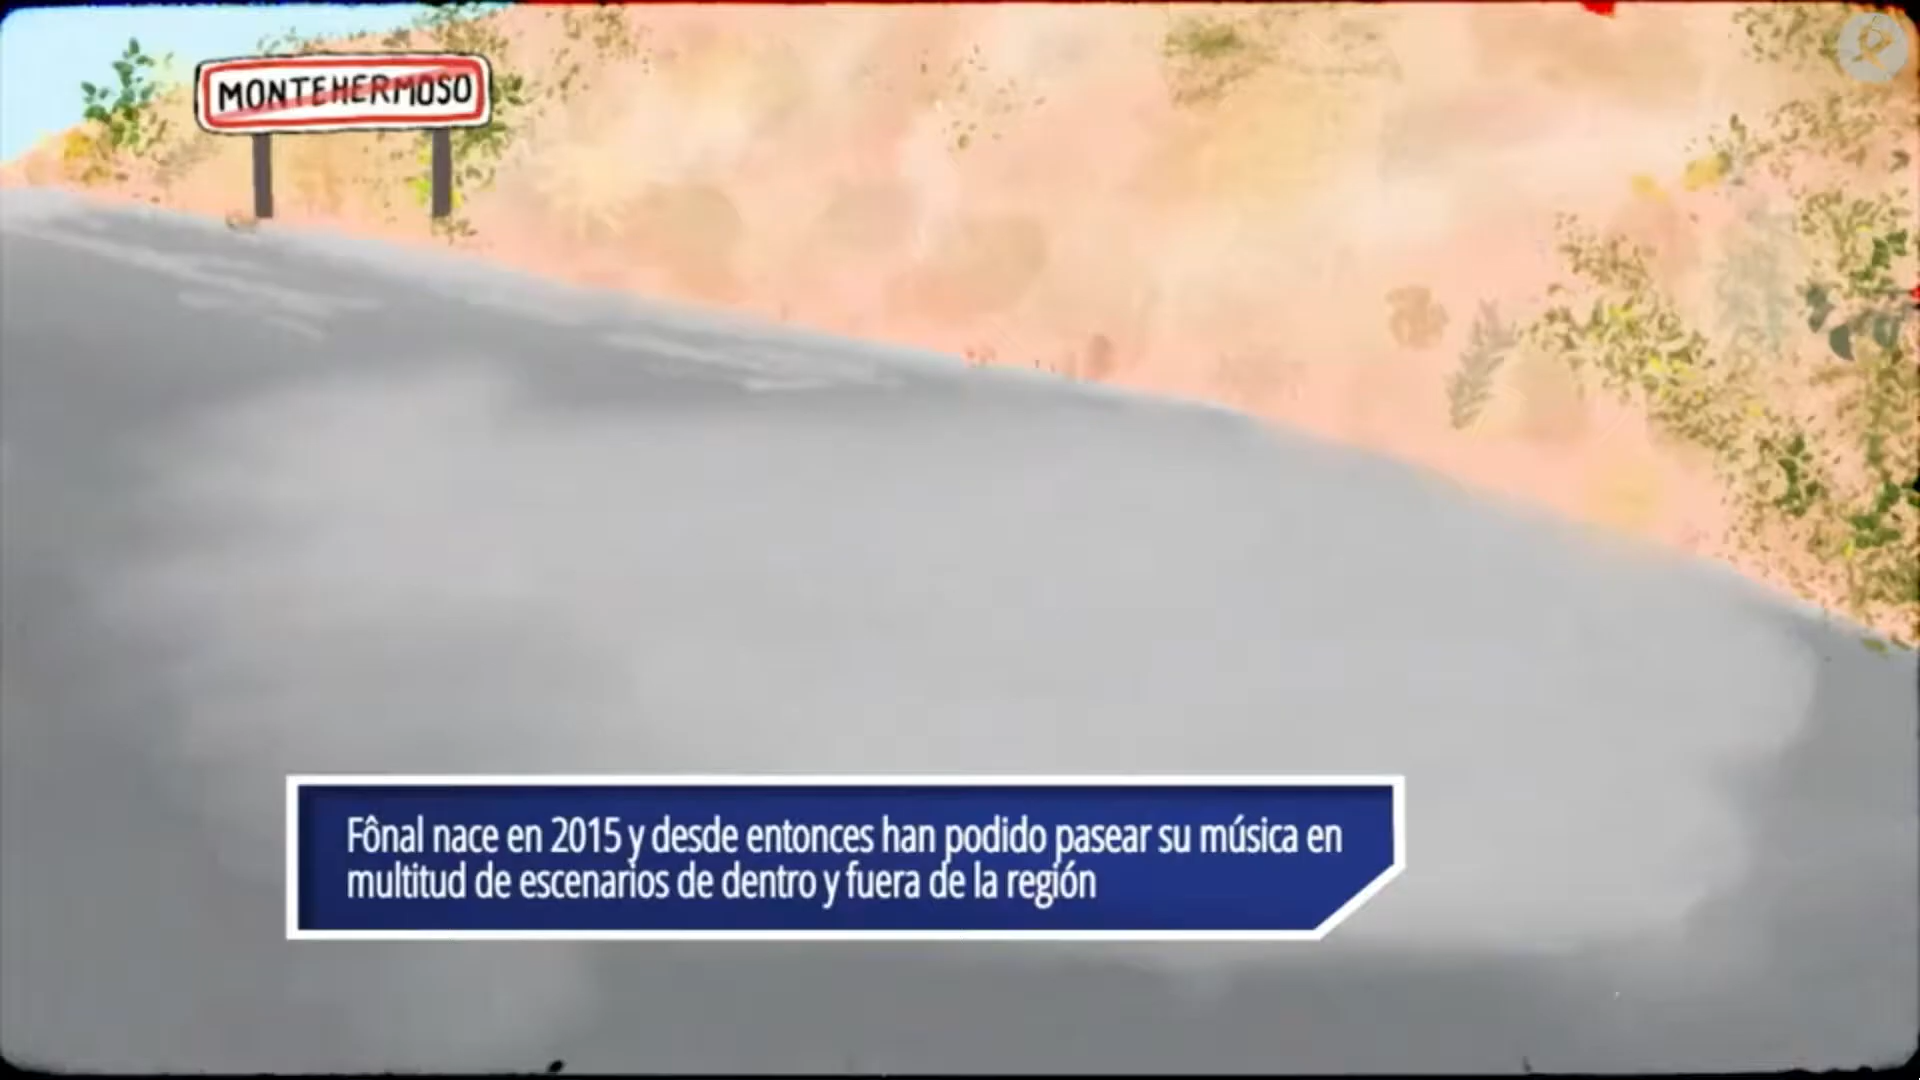 MONTEHERMOSO
Fônal nace en 2015 y desde entonces han podido pasear su música en
multitud de escenarios de dentro y fuera de la región